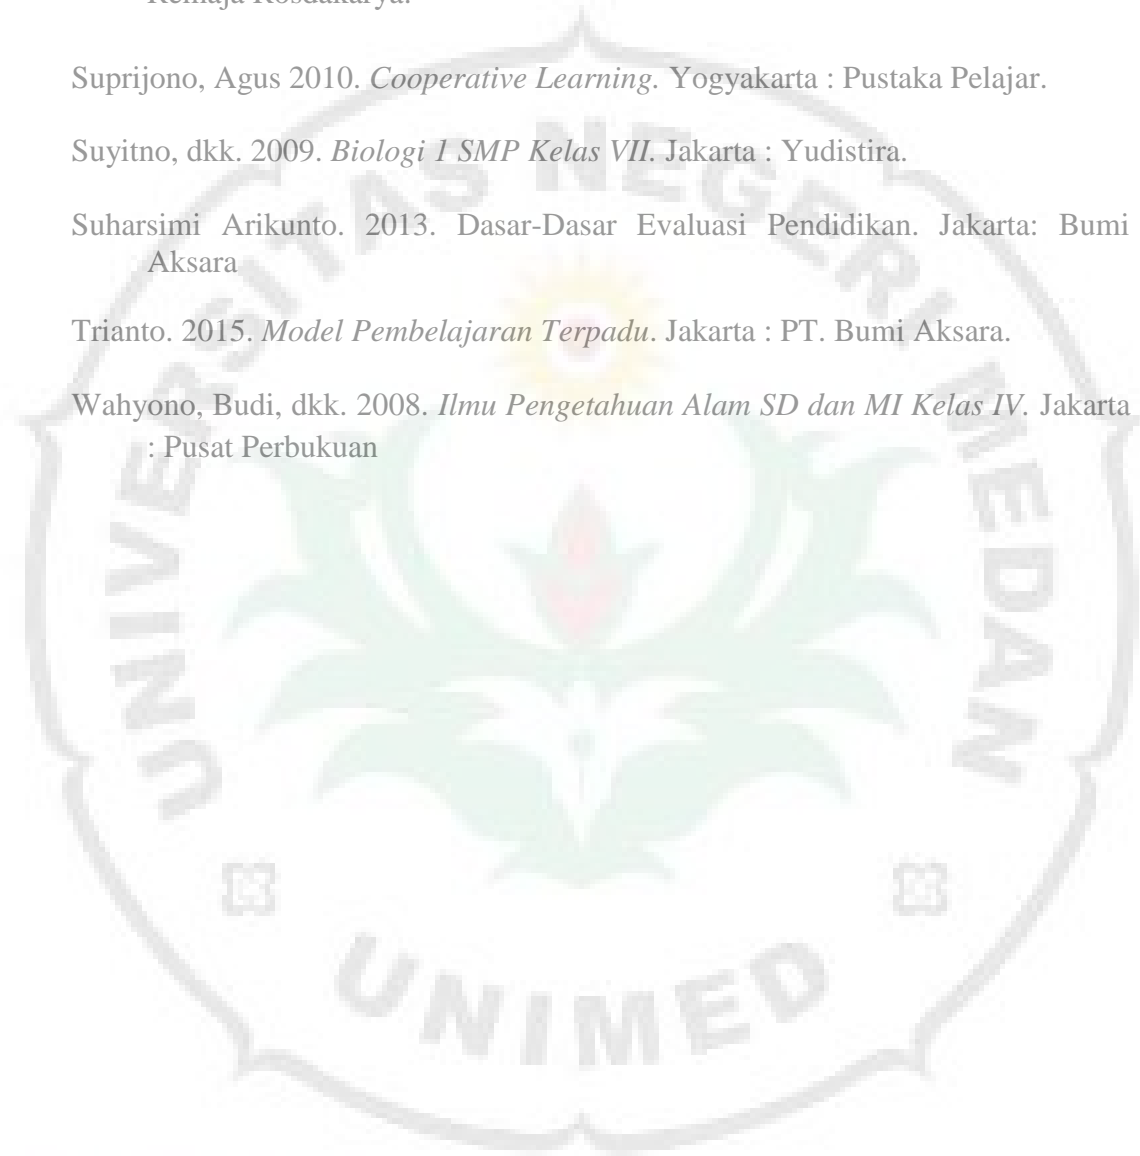 Remaja Rosdakarya.
Suprijono, Agus 2010. Cooperative Learning. Yogyakarta : Pustaka Pelajar.
Suyitno, dkk. 2009. Biologi 1 SMP Kelas VII. Jakarta : Yudistira.
Suharsimi Arikunto. 2013. Dasar-Dasar Evaluasi Pendidikan. Jakarta: Bumi
Aksara
Trianto. 2015. Model Pembelajaran Terpadu. Jakarta : PT. Bumi Aksara.
Wahyono, Budi, dkk. 2008. Ilmu Pengetahuan Alam SD dan MI Kelas IV. Jakarta
: Pusat Perbukuan
UNIVERSITAS NEGERI MEDAN
UNIMED